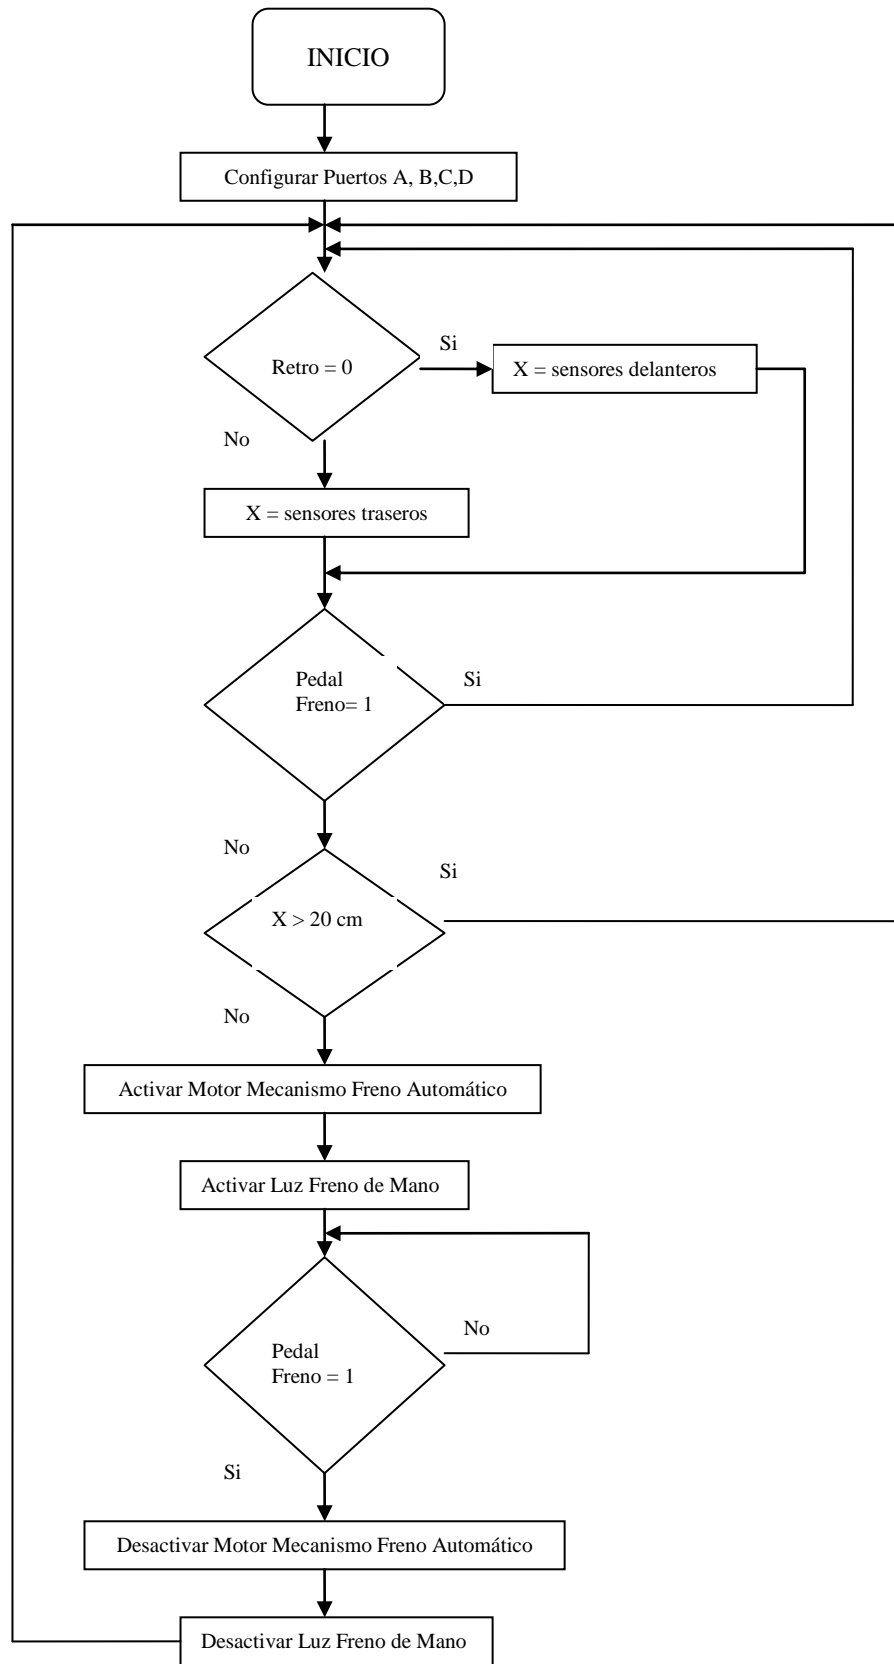 INICIO
Configurar Puertos A, B,C,D
Si
Retro = 0
X = sensores delanteros
No
X = sensores traseros
Pedal
Freno= 1
Si
No
Si
X > 20 cm
No
Activar Motor Mecanismo Freno Automático
Activar Luz Freno de Mano
No
Pedal
Freno = 1
Si
Desactivar Motor Mecanismo Freno Automático
Desactivar Luz Freno de Mano